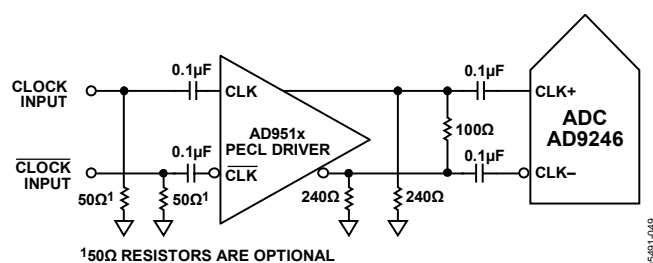 CLOCK
INPUT
0.1µF
CLK
AD951x
PECL DRIVER
0.1µF
CLK+
ADC
AD9246
100Ω
CLOCK
INPUT
0.1µF
CLK
0.1µF
CLK–
50Ω¹
50Ω¹
240Ω
240Ω
¹50Ω RESISTORS ARE OPTIONAL